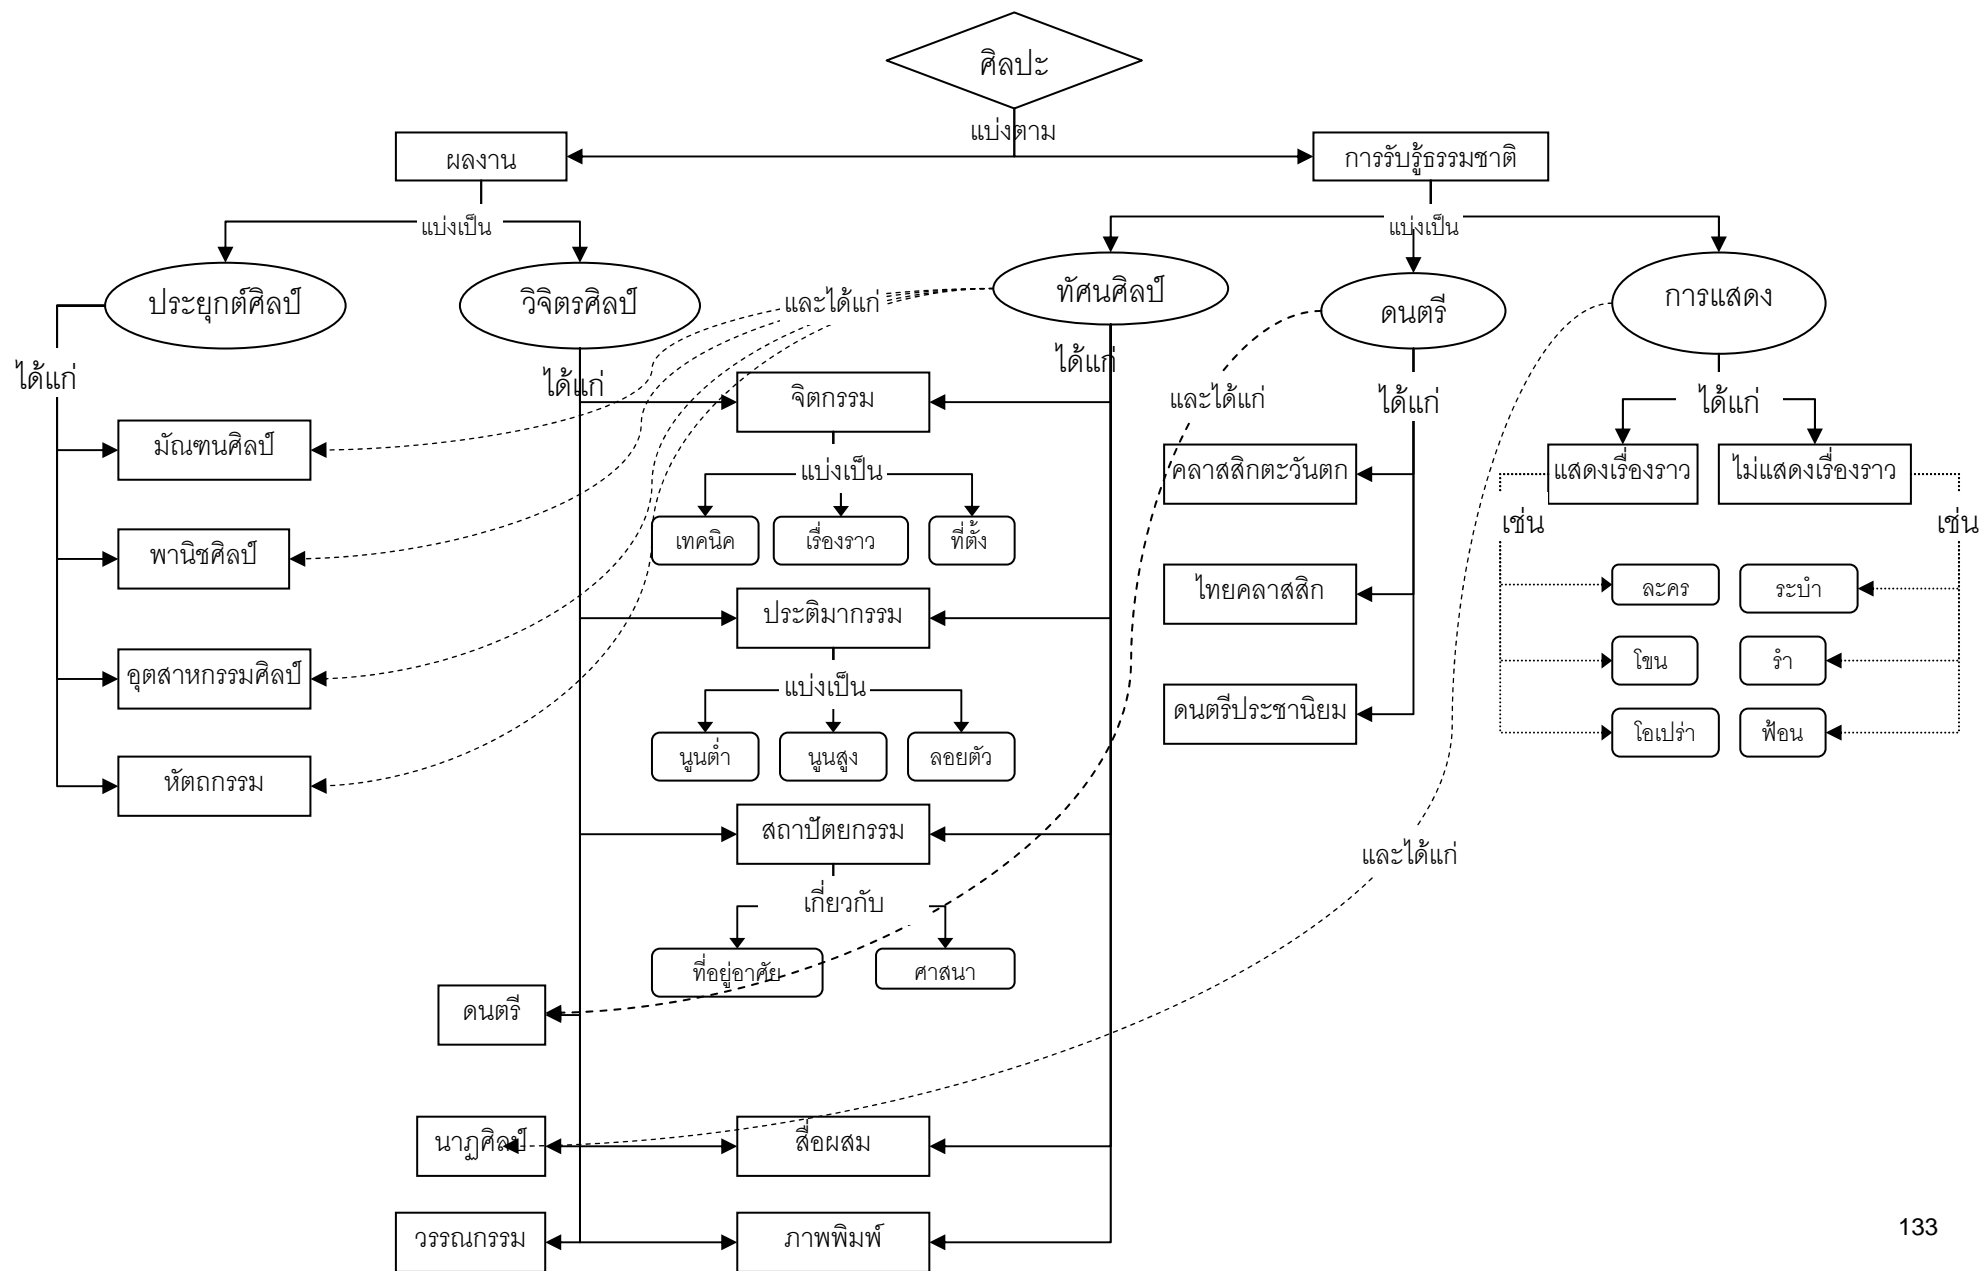 ศิลปะ
แบ่งตาม
ผลงาน
การรับรู้ธรรมชาติ
แบ่งเป็น
แบ่งเป็น
ประยุกต์ศิลป์
วิจิตรศิลป์
ทัศนศิลป์
ดนตรี
การแสดง
และได้แก่
ได้แก่
ได้แก่
ได้แก่
และได้แก่
ได้แก่
ได้แก่
จิตกรรม
มัณฑนศิลป์
แบ่งเป็น
คลาสสิกตะวันตก
แสดงเรื่องราว
ไม่แสดงเรื่องราว
เช่น
เช่น
พานิชศิลป์
เทคนิค
เรื่องราว
ที่ตั้ง
ไทยคลาสสิก
ละคร
ระบำ
ประติมากรรม
อุตสาหกรรมศิลป์
แบ่งเป็น
โขน
รำ
ดนตรีประชานิยม
โอเปร่า
ฟ้อน
นูนต่ำ
นูนสูง
ลอยตัว
หัตถกรรม
สถาปัตยกรรม
และได้แก่
เกี่ยวกับ
ที่อยู่อาศัย
ศาสนา
ดนตรี
นาฏศิลป์
สื่อผสม
วรรณกรรม
ภาพพิมพ์
133